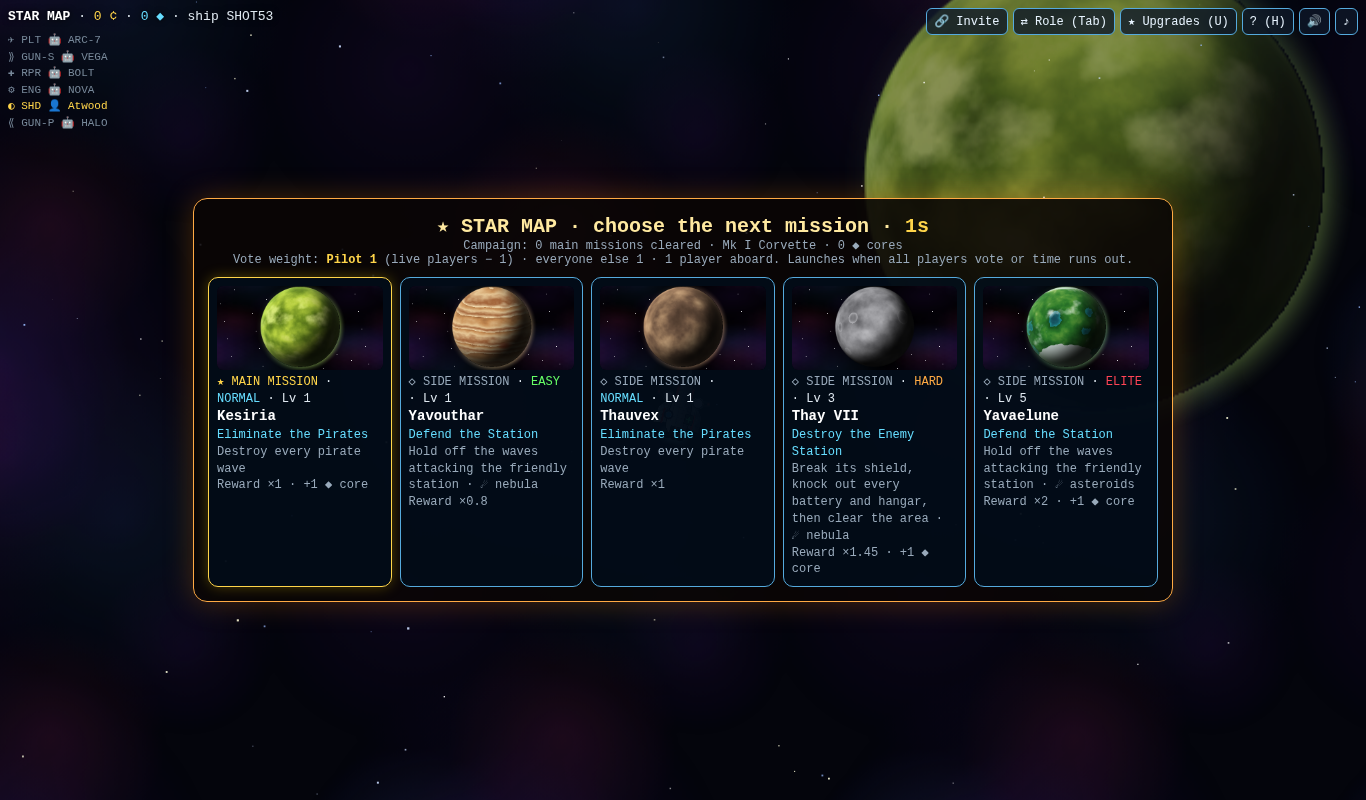 STAR MAP · 0 ¢ · 0 ◆ · ship SHOT53
🔗 Invite
⇄ Role (Tab)
★ Upgrades (U)
? (H)
🔊
♪
✈ PLT 🤖 ARC-7
⟫ GUN-S 🤖 VEGA
✚ RPR 🤖 BOLT
⚙ ENG 🤖 NOVA
◐ SHD 👤 Atwood
⟪ GUN-P 🤖 HALO
★ STAR MAP · choose the next mission · 1s
Campaign: 0 main missions cleared · Mk I Corvette · 0 ◆ cores
Vote weight: Pilot 1 (live players − 1) · everyone else 1 · 1 player aboard. Launches when all players vote or time runs out.
★ MAIN MISSION ·
NORMAL · Lv 1
Kesiria
Eliminate the Pirates
Destroy every pirate
wave
Reward ×1 · +1 ◆ core
◇ SIDE MISSION · EASY
· Lv 1
Yavouthar
Defend the Station
Hold off the waves
attacking the friendly
station · ☄ nebula
Reward ×0.8
◇ SIDE MISSION ·
NORMAL · Lv 1
Thauvex
Eliminate the Pirates
Destroy every pirate
wave
Reward ×1
◇ SIDE MISSION · HARD
· Lv 3
Thay VII
Destroy the Enemy
Station
Break its shield,
knock out every
battery and hangar,
then clear the area ·
☄ nebula
Reward ×1.45 · +1 ◆
core
◇ SIDE MISSION · ELITE
· Lv 5
Yavaelune
Defend the Station
Hold off the waves
attacking the friendly
station · ☄ asteroids
Reward ×2 · +1 ◆ core